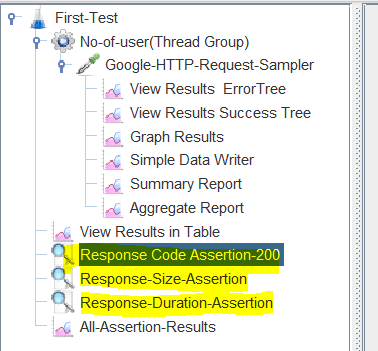 First-Test
No-of-user(Thread Group)
Google-HTTP-Request-Sampler
View Results  ErrorTree
View Results Success Tree
Graph Results
Simple Data Writer
Summary Report
Aggregate Report
View Results in Table
Response Code Assertion-200
Response-Size-Assertion
Response-Duration-Assertion
All-Assertion-Results